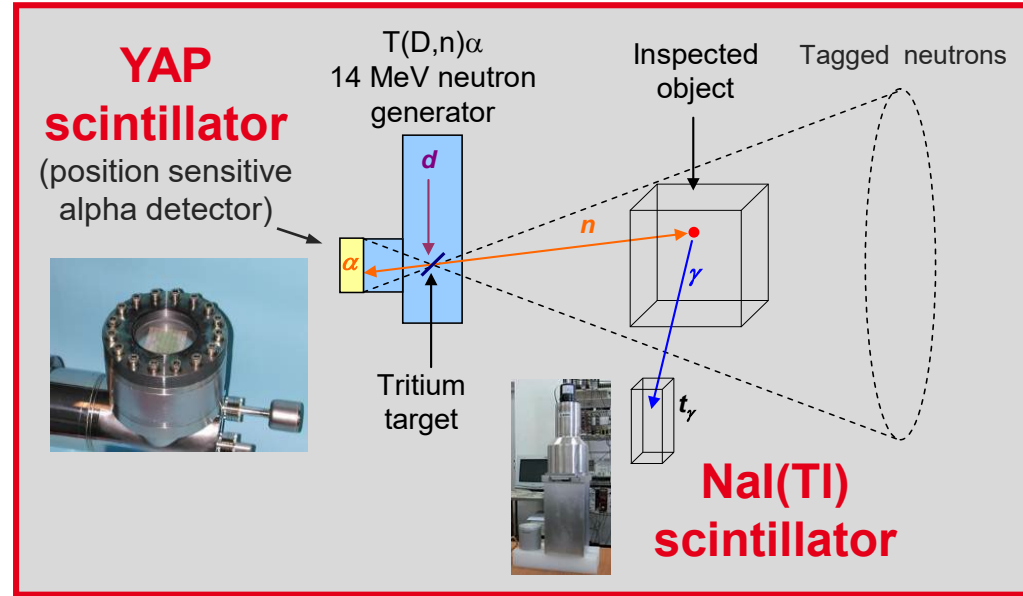 YAP
scintillator
(position sensitive
alpha detector)
T(D,n)α
14 MeV neutron
generator
Inspected
object
Tagged neutrons
d
n
α
γ
Tritium
target
tγ
NaI(Tl)
scintillator